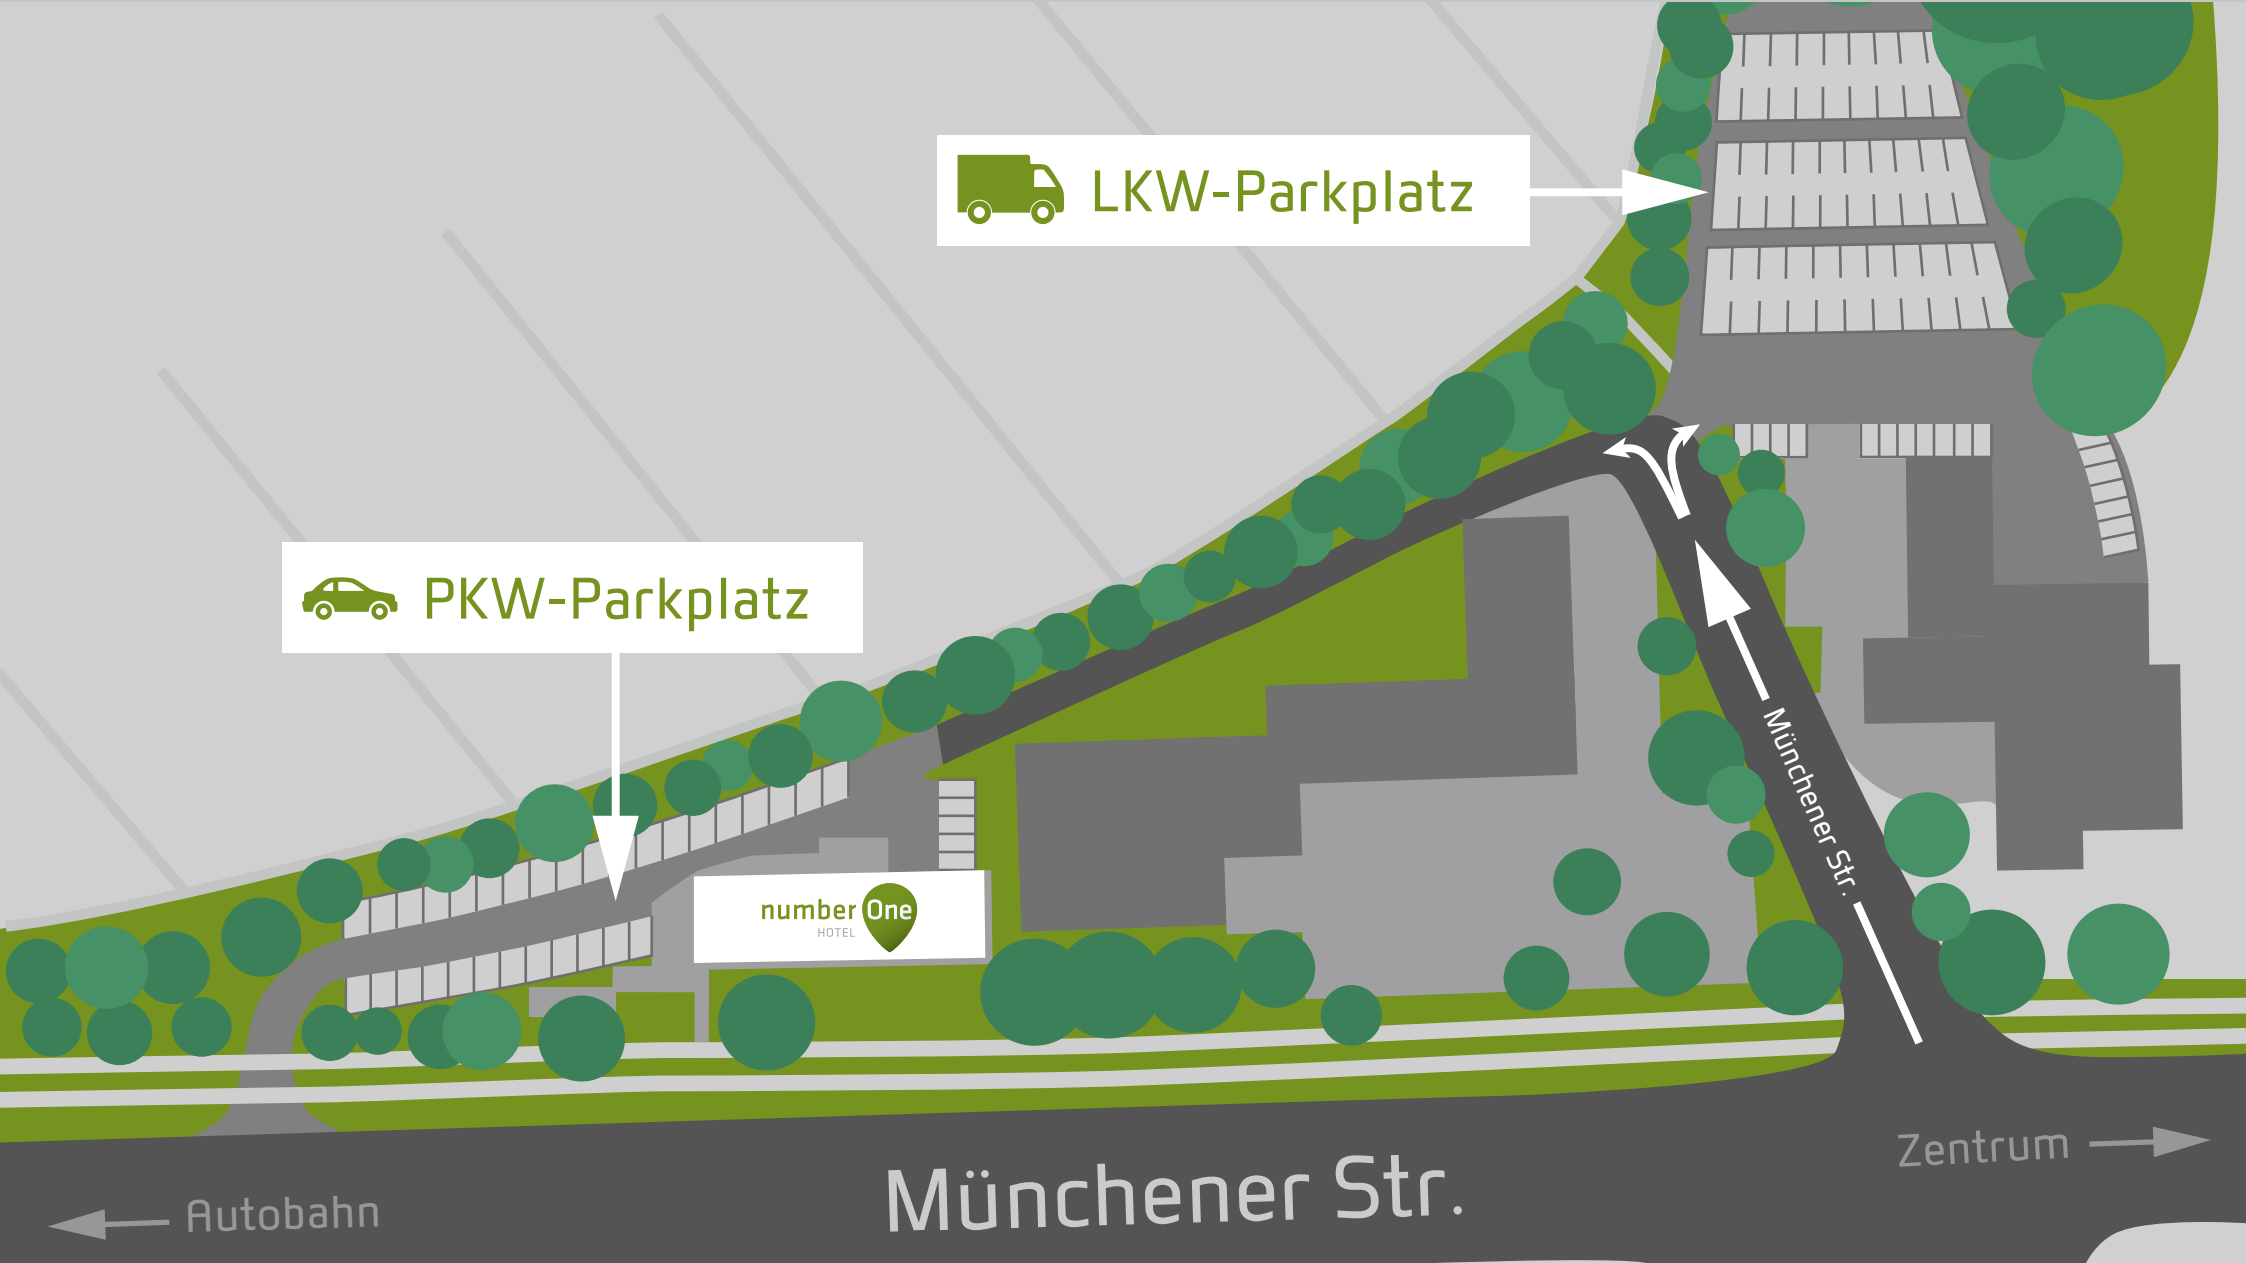 LKW-Parkplatz
PKW-Parkplatz
Münchener Str.
number One
HOTEL
Zentrum
Münchener Str.
Autobahn